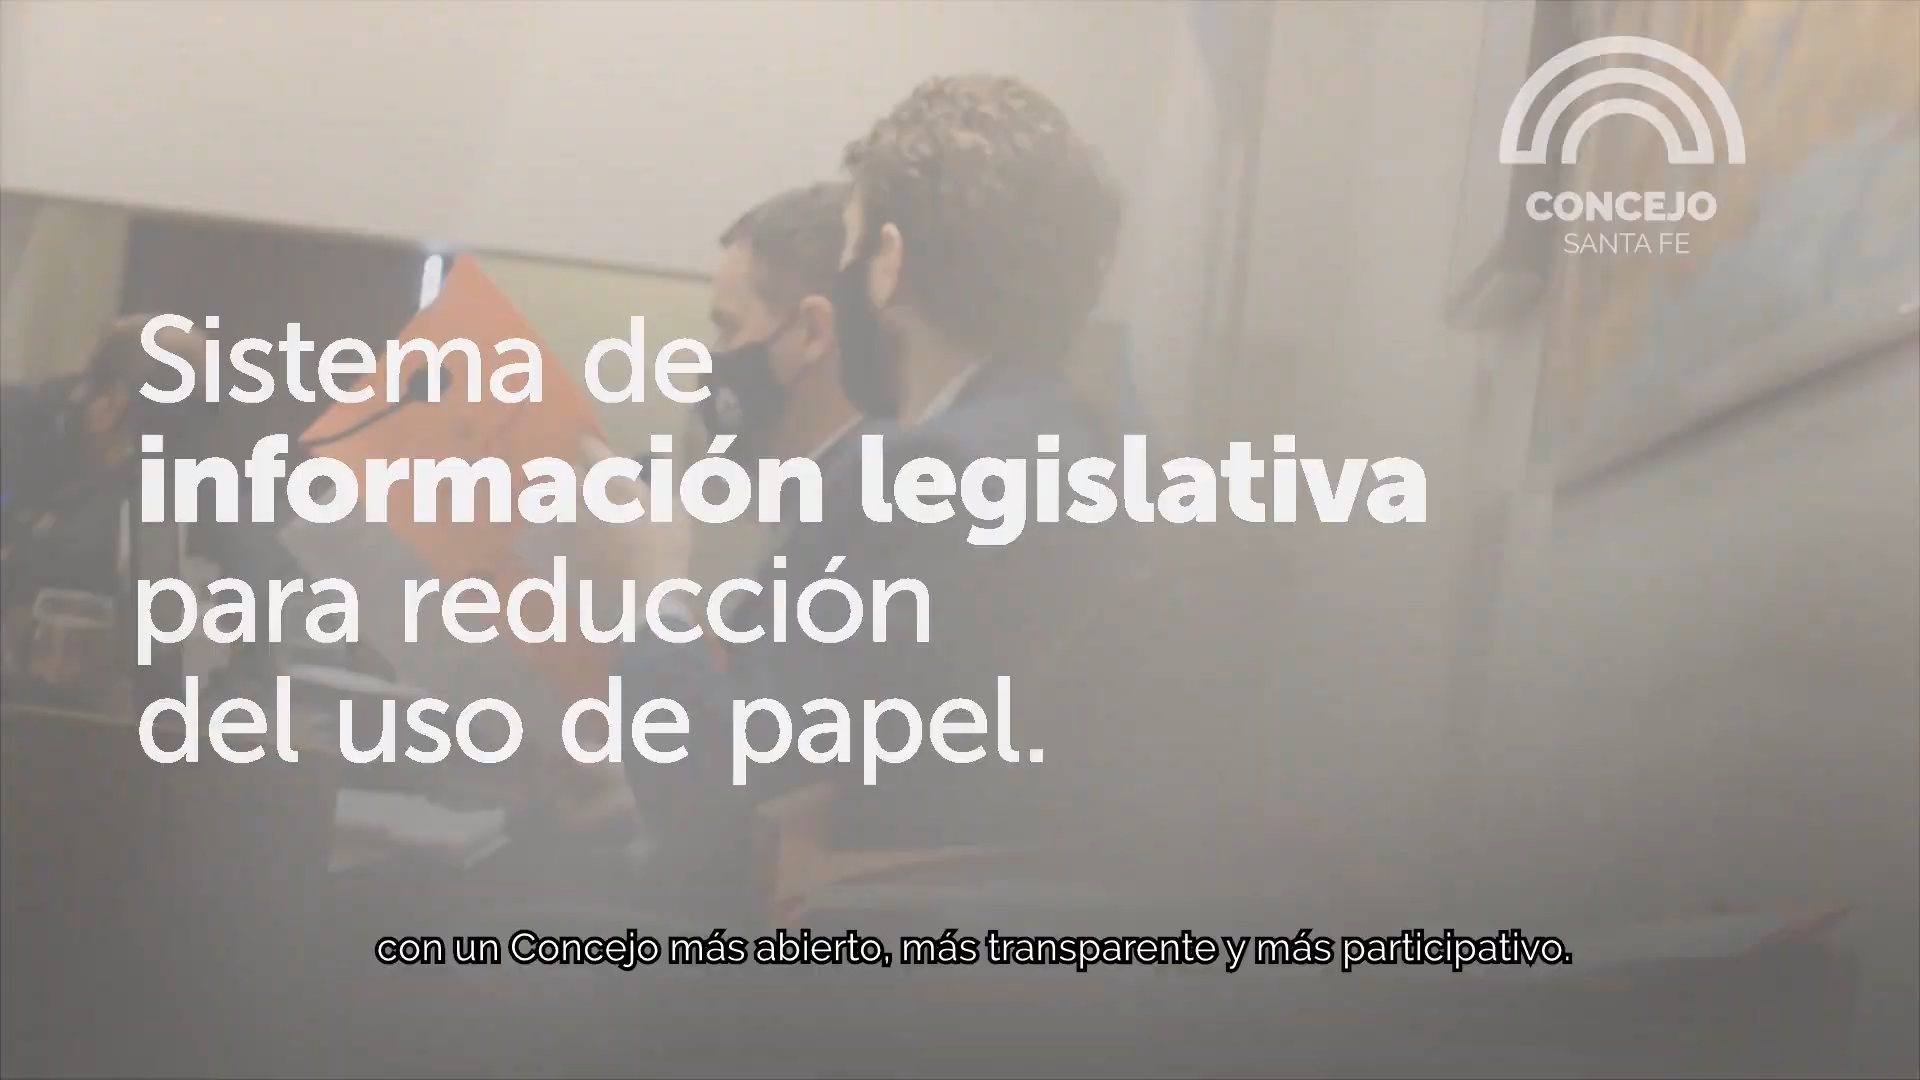 CONCEJO
SANTA FE
Sistema de
información legislativa
para reducción
del uso de papel.
con un Concejo más abierto, más transparente y más participativo.